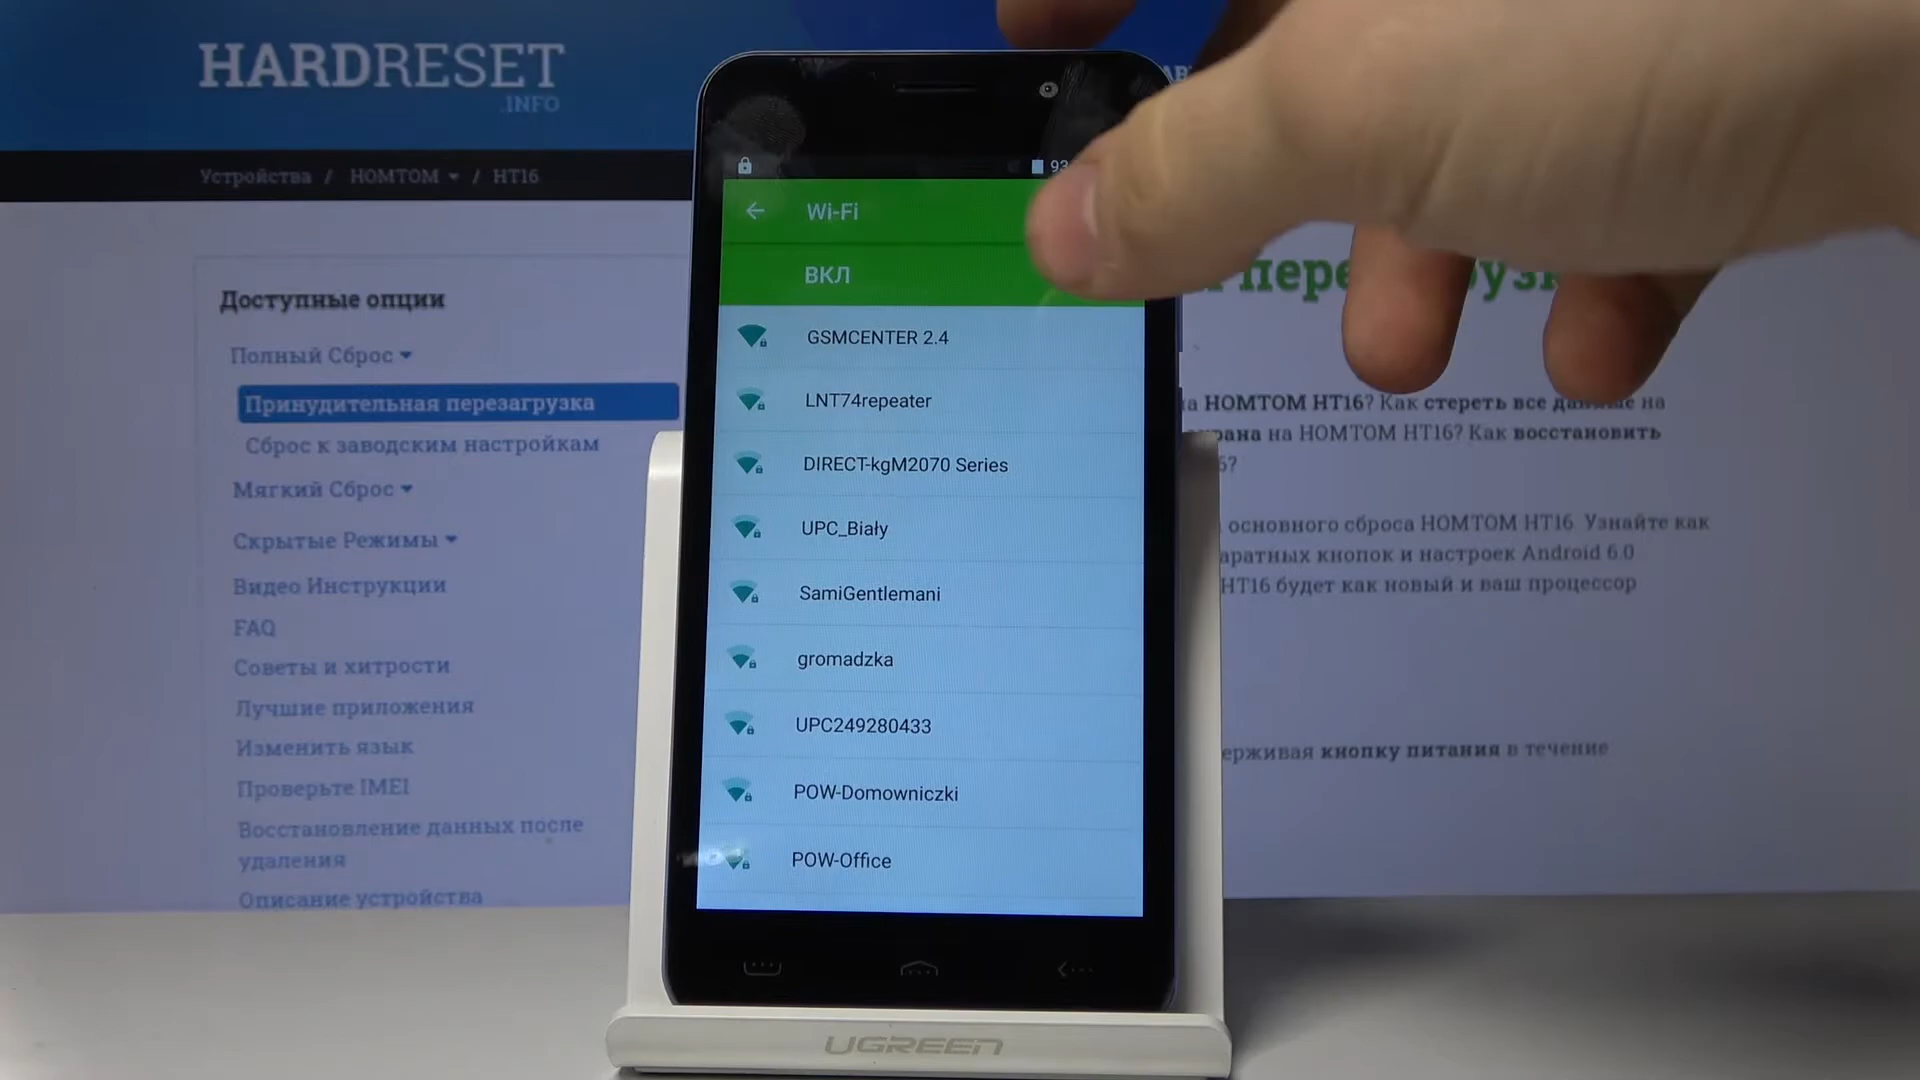 HARDRESET
.INFO
Устройства / HOMTOM / HT16
Доступные опции
Полный Сброс
Принудительная перезагрузка
Сброс к заводским настройкам
Мягкий Сброс
Скрытые Режимы
Видео Инструкции
FAQ
Советы и хитрости
Лучшие приложения
Изменить язык
Проверьте IMEI
Восстановление данных после
удаления
Описание устройства
93
Wi-Fi
ВКЛ
GSMCENTER 2.4
LNT74repeater
DIRECT-kgM2070 Series
UPC_Biały
SamiGentlemani
gromadzka
UPC249280433
POW-Domowniczki
POW-Office
UGREEN
на HOMTOM HT16? Как стереть все данные на
на HOMTOM HT16? Как восстановить
основного сброса HOMTOM HT16. Узнайте как
кнопок и настроек Android 6.0
HT16 будет как новый и ваш процессор
кнопку питания в течение